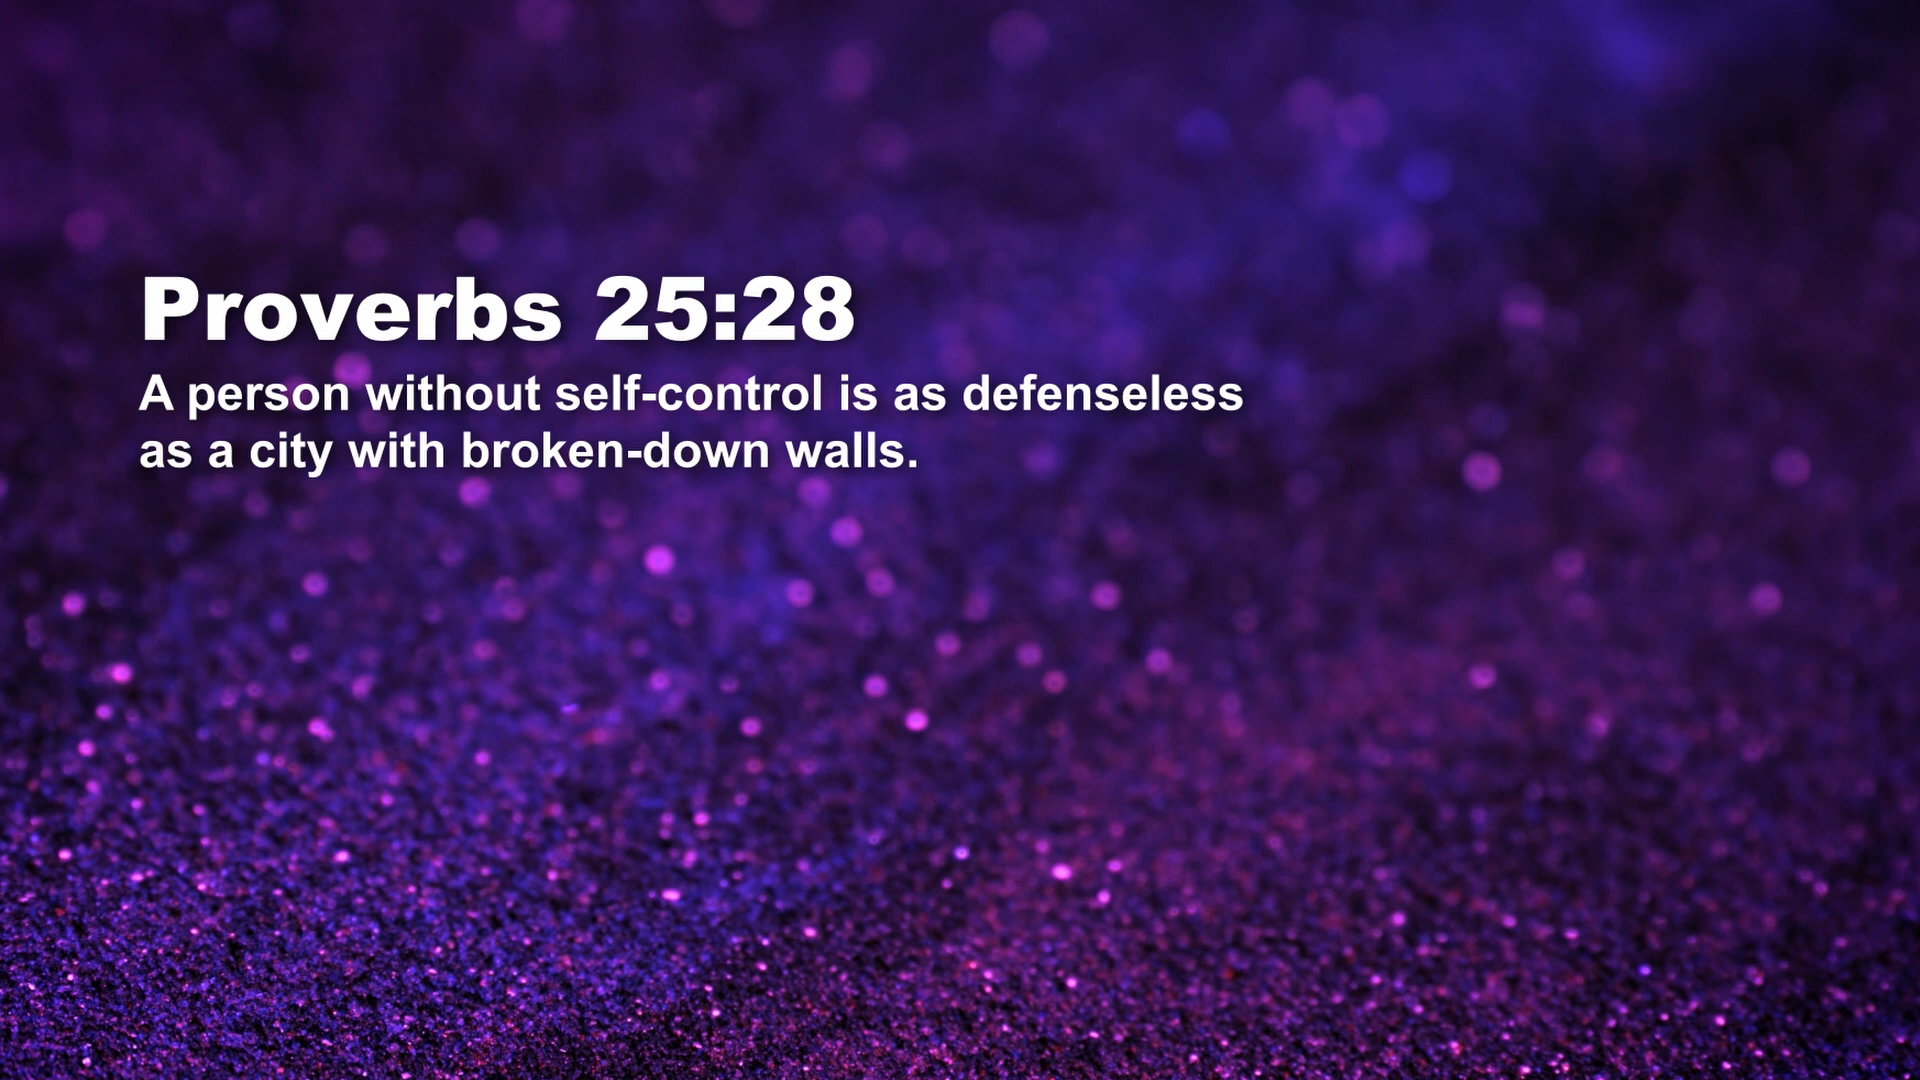 Proverbs 25:28
A person without self-control is as defenseless
as a city with broken-down walls.